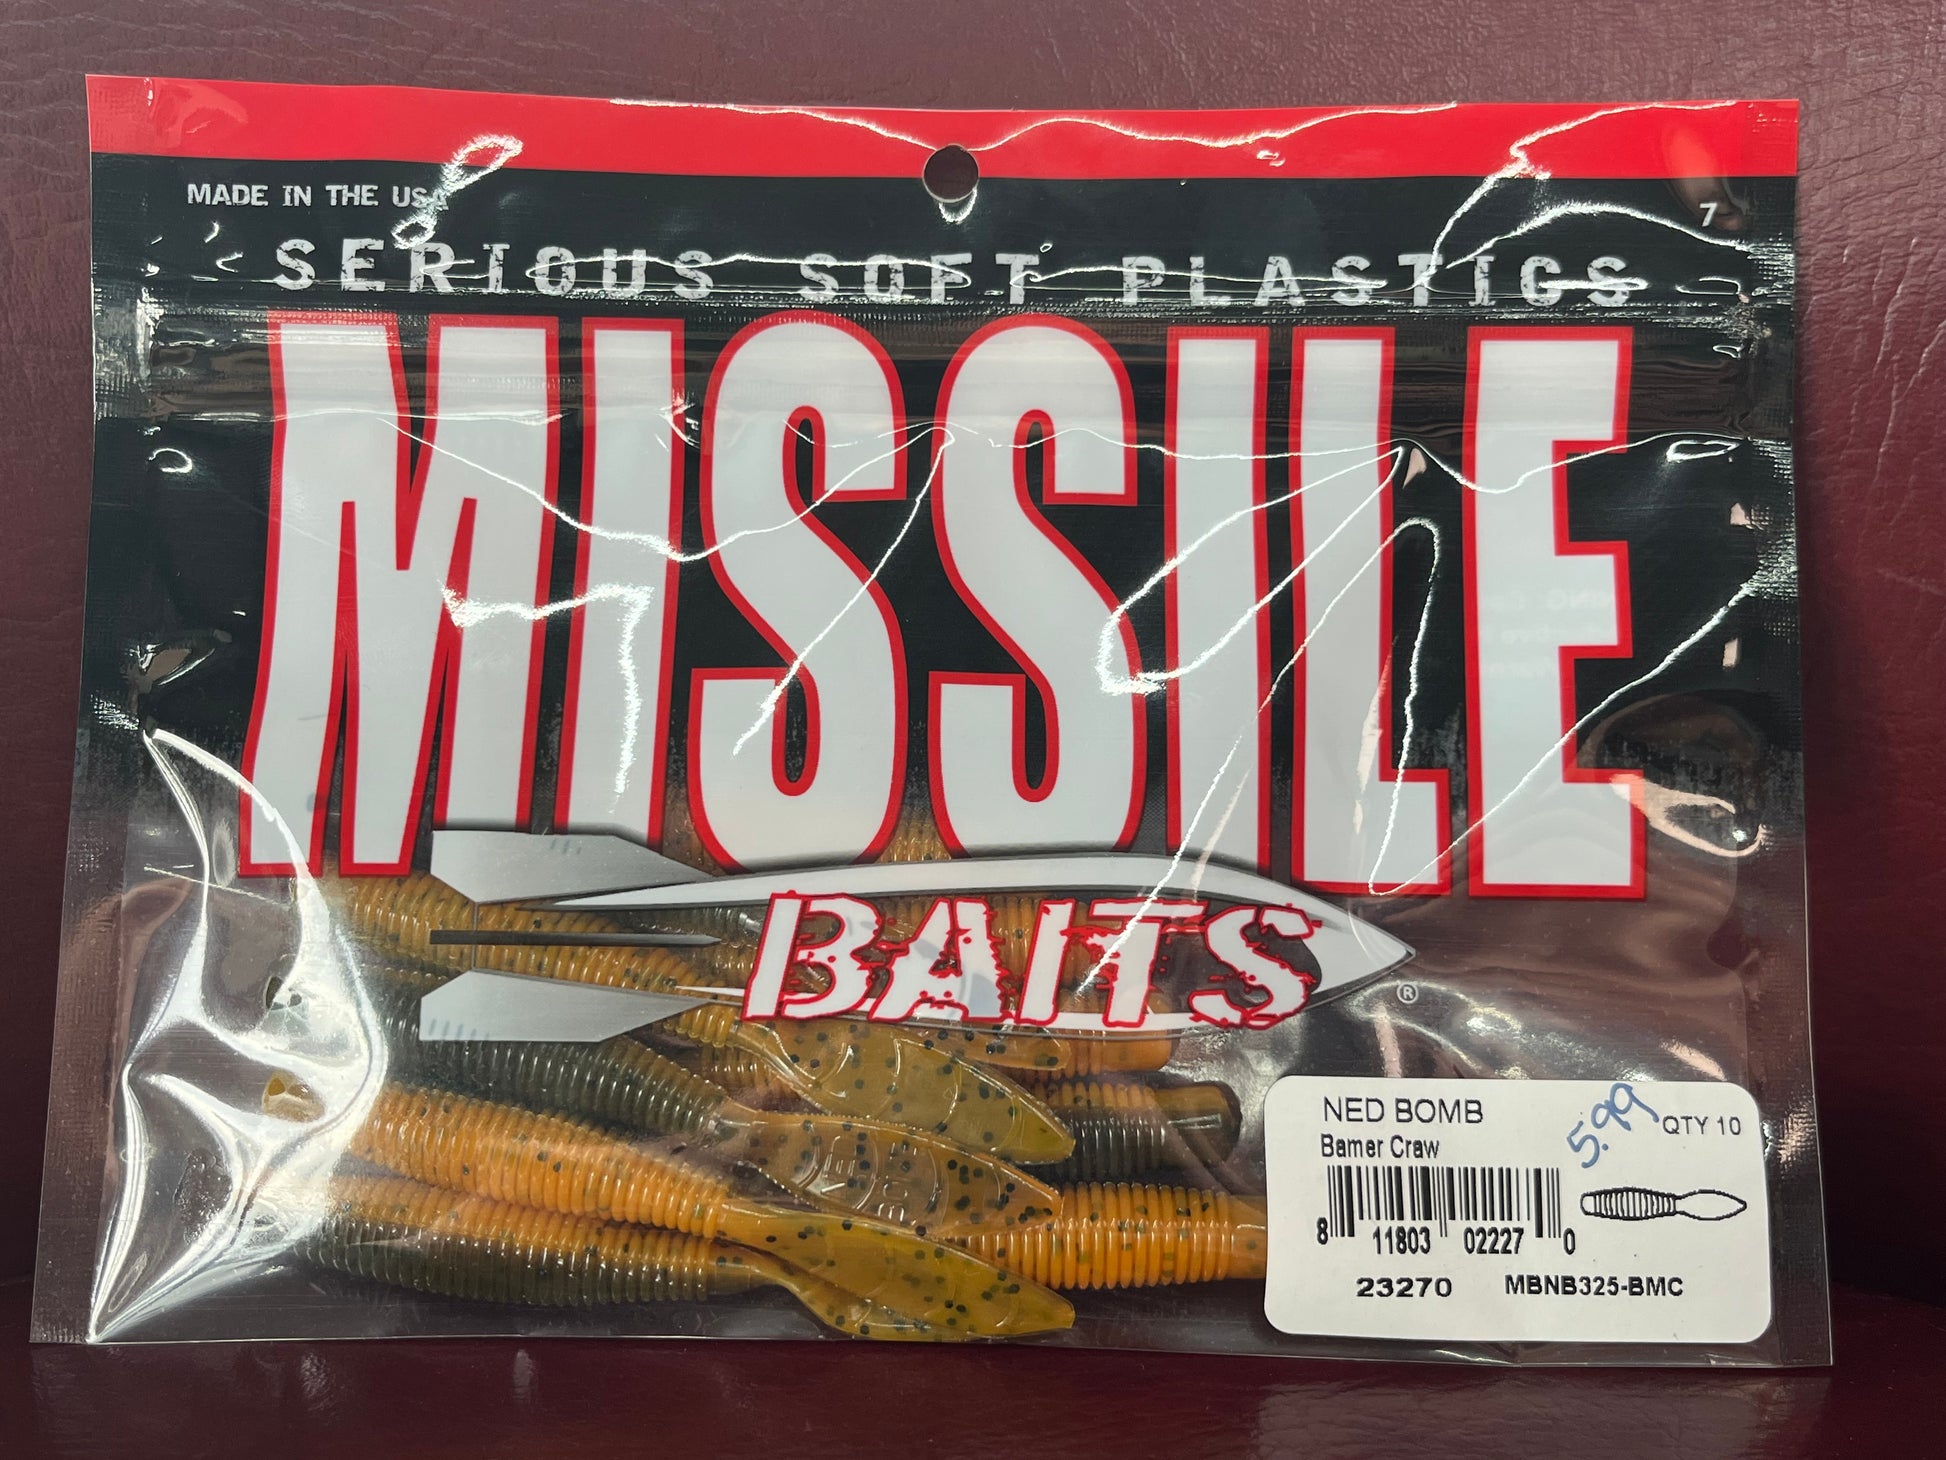 MADE IN THE USA
7
SERIOUS SOFT PLASTICS
MISSILE
BAITS
®
NED BOMB
5.99
QTY 10
Bamer Craw
8 11803 02227 0
23270 MBNB325-BMC